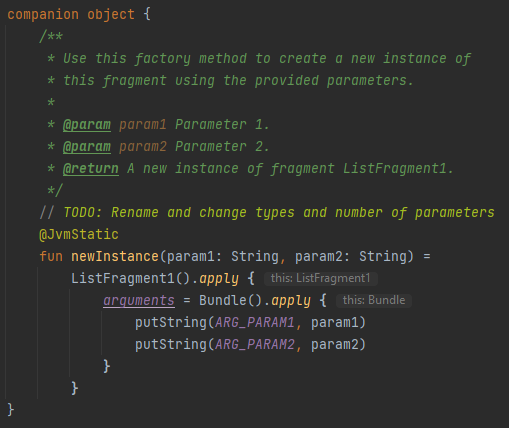 companion object {
/**
* Use this factory method to create a new instance of
* this fragment using the provided parameters.
*
* @param param1 Parameter 1.
* @param param2 Parameter 2.
* @return A new instance of fragment ListFragment1.
*/
// TODO: Rename and change types and number of parameters
@JvmStatic
fun newInstance(param1: String, param2: String) =
ListFragment1().apply { this: ListFragment1
arguments = Bundle().apply { this: Bundle
putString(ARG_PARAM1, param1)
putString(ARG_PARAM2, param2)
}
}
}